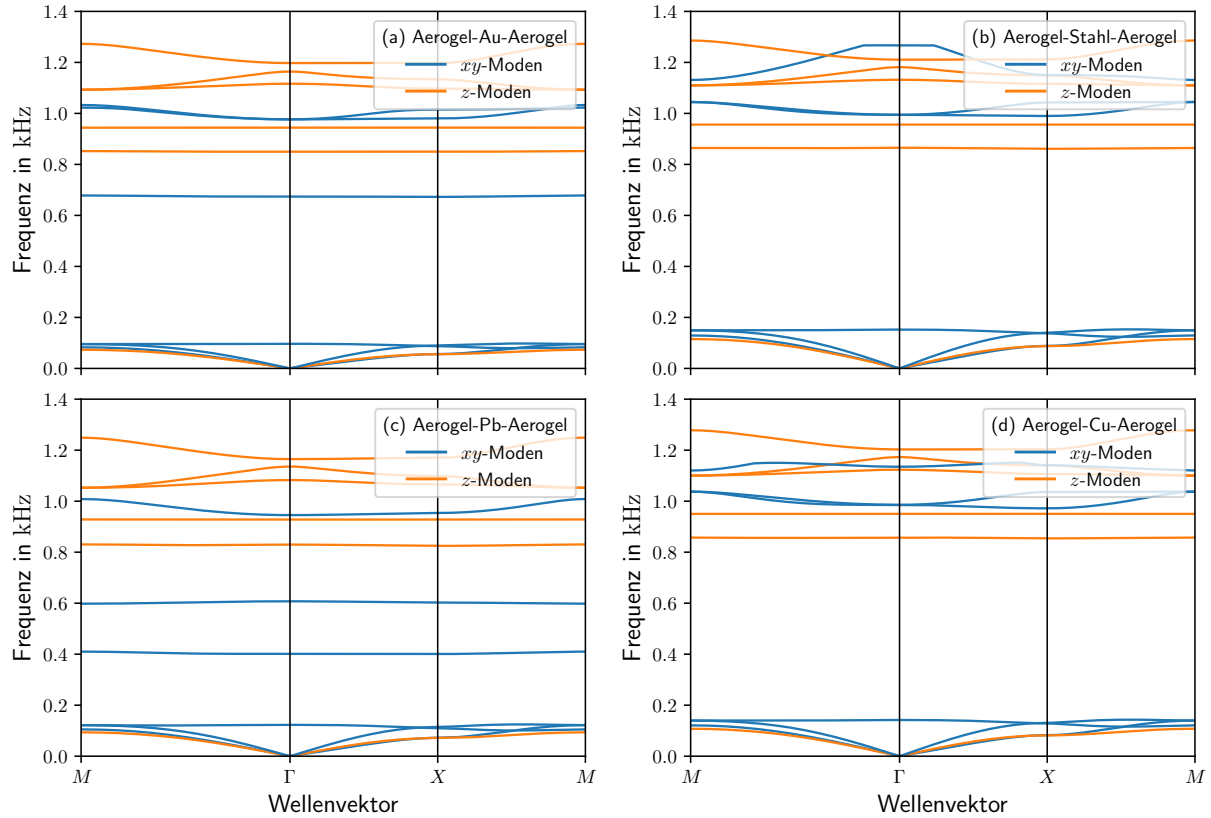 1.4
1.2
1.0
0.8
0.6
0.4
0.2
0.0
Frequenz in kHz
(a) Aerogel-Au-Aerogel
xy-Moden
z-Moden
1.4
1.2
1.0
0.8
0.6
0.4
0.2
0.0
Frequenz in kHz
(b) Aerogel-Stahl-Aerogel
xy-Moden
z-Moden
1.4
1.2
1.0
0.8
0.6
0.4
0.2
0.0
Frequenz in kHz
(c) Aerogel-Pb-Aerogel
xy-Moden
z-Moden
M Γ X M
Wellenvektor
1.4
1.2
1.0
0.8
0.6
0.4
0.2
0.0
Frequenz in kHz
(d) Aerogel-Cu-Aerogel
xy-Moden
z-Moden
M Γ X M
Wellenvektor